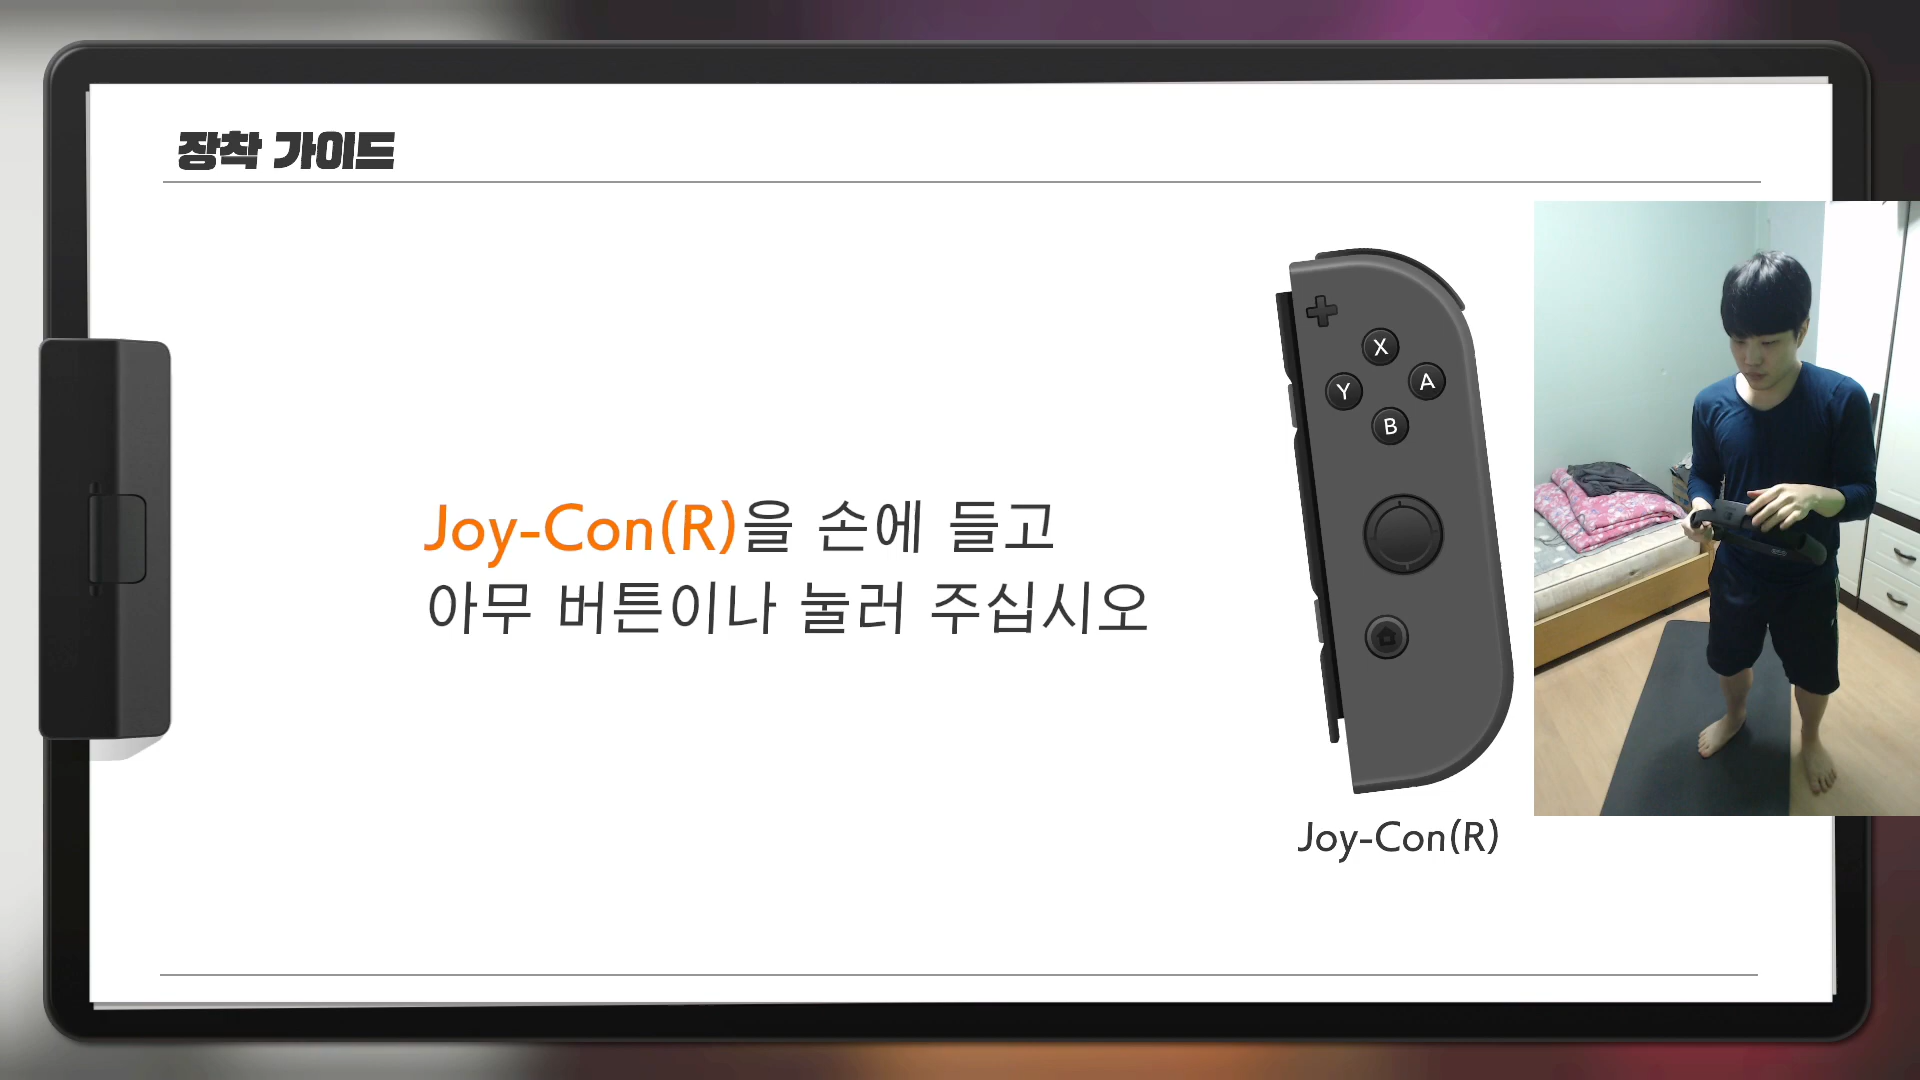 장착 가이드
X
Y
A
B
Joy-Con(R)을 손에 들고
아무 버튼이나 눌러 주십시오
Joy-Con(R)